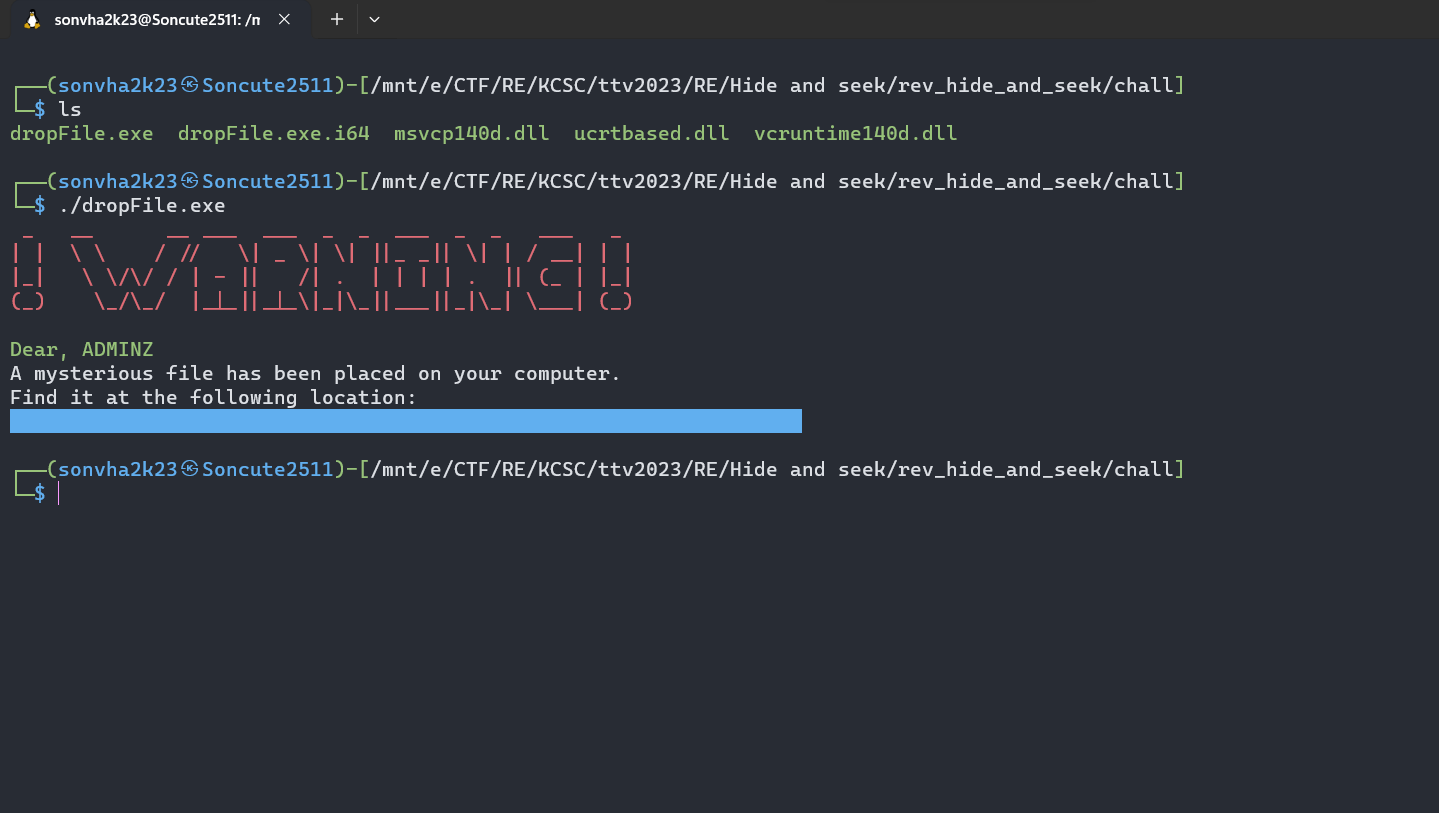 sonvha2k23@Soncute2511: /m
┌──(sonvha2k23㉿Soncute2511)-[/mnt/e/CTF/RE/KCSC/ttv2023/RE/Hide and seek/rev_hide_and_seek/chall]
└─$ ls
dropFile.exe  dropFile.exe.i64  msvcp140d.dll  ucrtbased.dll  vcruntime140d.dll
┌──(sonvha2k23㉿Soncute2511)-[/mnt/e/CTF/RE/KCSC/ttv2023/RE/Hide and seek/rev_hide_and_seek/chall]
└─$ ./dropFile.exe
! WARNING !
Dear, ADMINZ
A mysterious file has been placed on your computer.
Find it at the following location:
┌──(sonvha2k23㉿Soncute2511)-[/mnt/e/CTF/RE/KCSC/ttv2023/RE/Hide and seek/rev_hide_and_seek/chall]
└─$